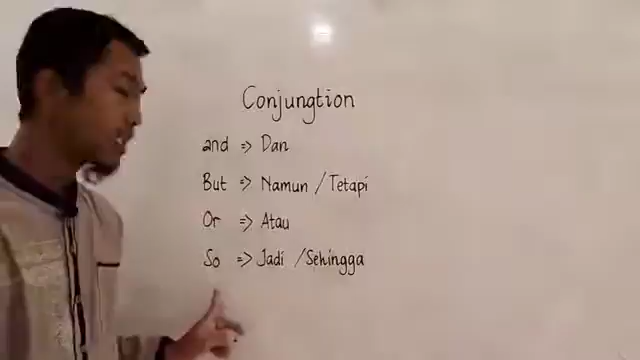 Conjungtion
and => Dan
But => Namun / Tetapi
Or => Atau
So => Jadi / Sehingga